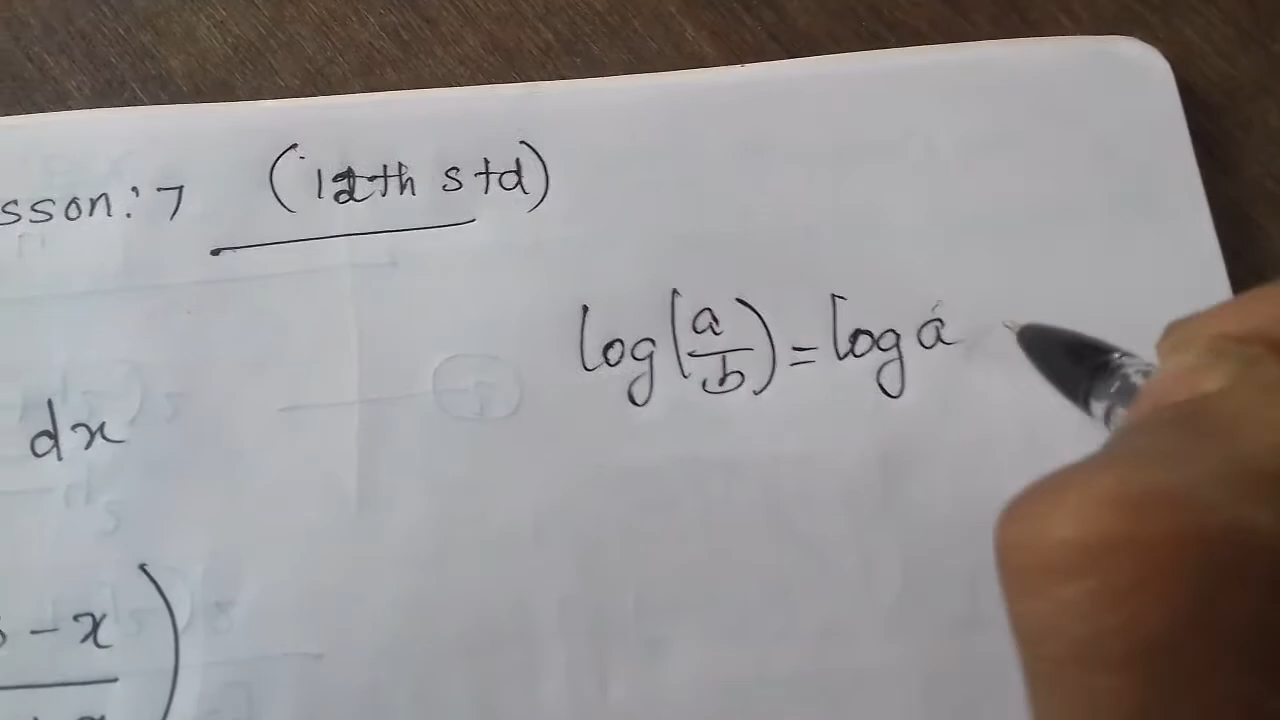 sson: 7 (12th std)
log(a/b) = log a
dx
- x